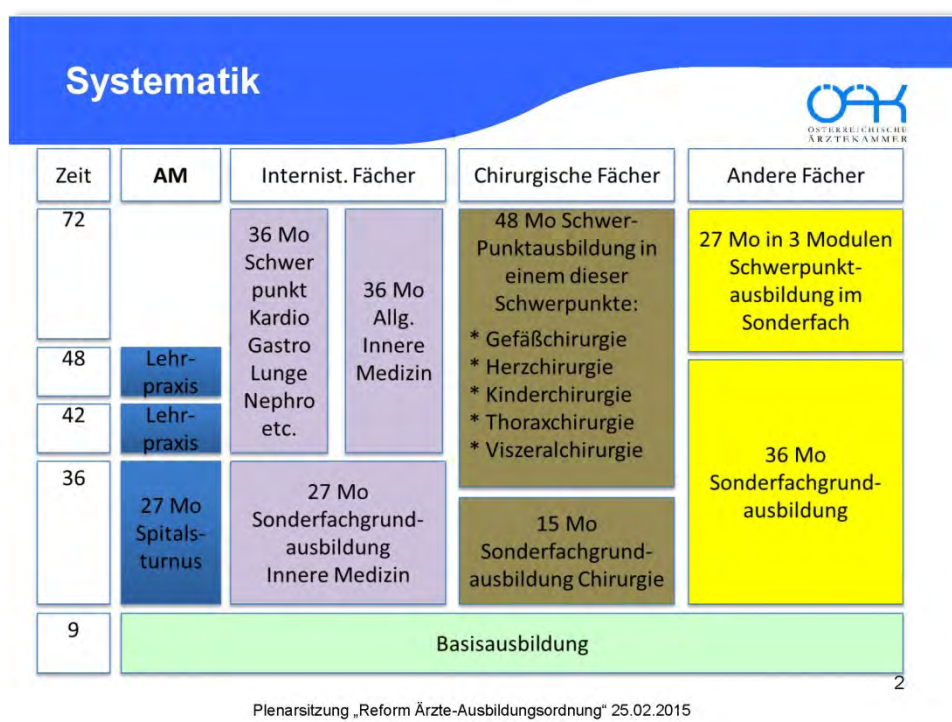 Systematik
ÖÄK
ÖSTERREICHISCHE
ÄRZTEKAMMER
Zeit
AM
Internist. Fächer
Chirurgische Fächer
Andere Fächer
72
36 Mo
Schwer
punkt
Kardio
Gastro
Lunge
Nephro
etc.
36 Mo
Allg.
Innere
Medizin
48 Mo Schwer-
Punktausbildung in
einem dieser
Schwerpunkte:
* Gefäßchirurgie
* Herzchirurgie
* Kinderchirurgie
* Thoraxchirurgie
* Viszeralchirurgie
27 Mo in 3 Modulen
Schwerpunkt-
ausbildung im
Sonderfach
48
Lehr-
praxis
42
Lehr-
praxis
36
27 Mo
Spitals-
turnus
27 Mo
Sonderfachgrund-
ausbildung
Innere Medizin
15 Mo
Sonderfachgrund-
ausbildung Chirurgie
36 Mo
Sonderfachgrund-
ausbildung
9
Basisausbildung
2
Plenarsitzung „Reform Ärzte-Ausbildungsordnung“ 25.02.2015